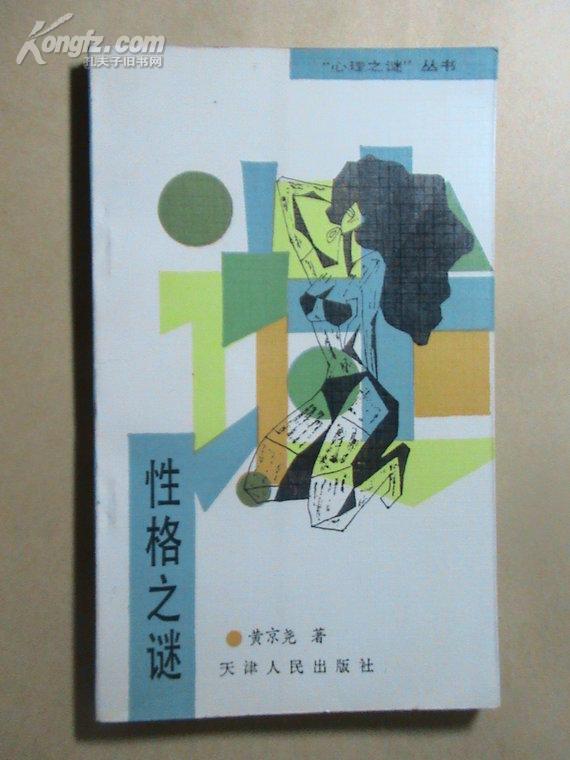 Kongfz.com
孔夫子旧书网
“心理之谜”丛书
性格之谜
黄京尧 著
天津人民出版社